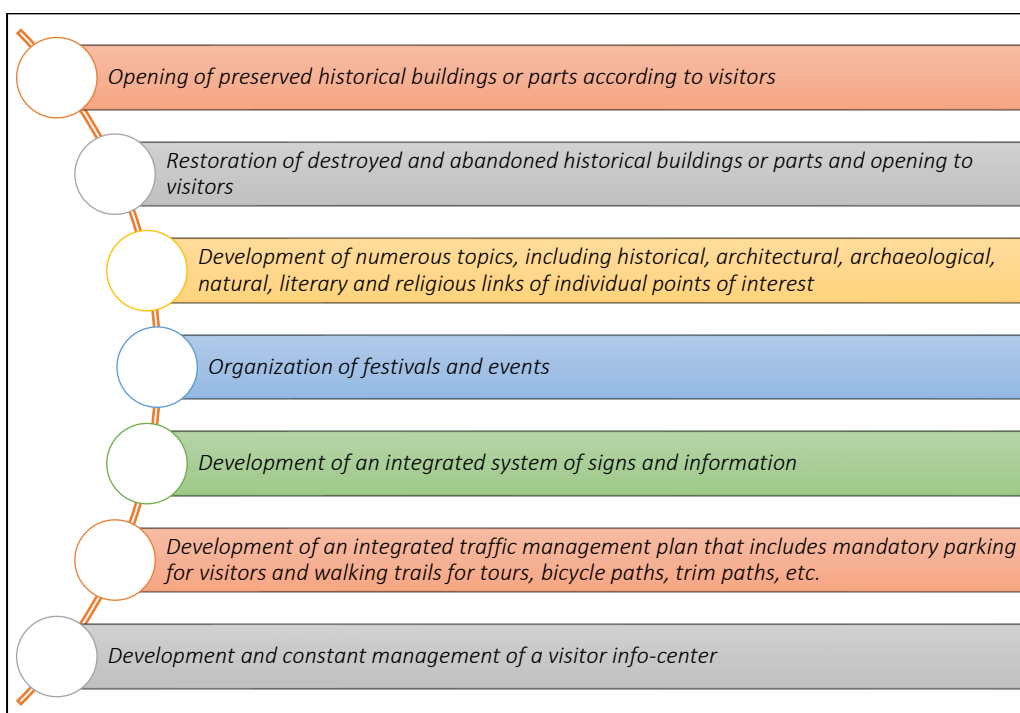 Opening of preserved historical buildings or parts according to visitors
Restoration of destroyed and abandoned historical buildings or parts and opening to
visitors
Development of numerous topics, including historical, architectural, archaeological,
natural, literary and religious links of individual points of interest
Organization of festivals and events
Development of an integrated system of signs and information
Development of an integrated traffic management plan that includes mandatory parking
for visitors and walking trails for tours, bicycle paths, trim paths, etc.
Development and constant management of a visitor info-center